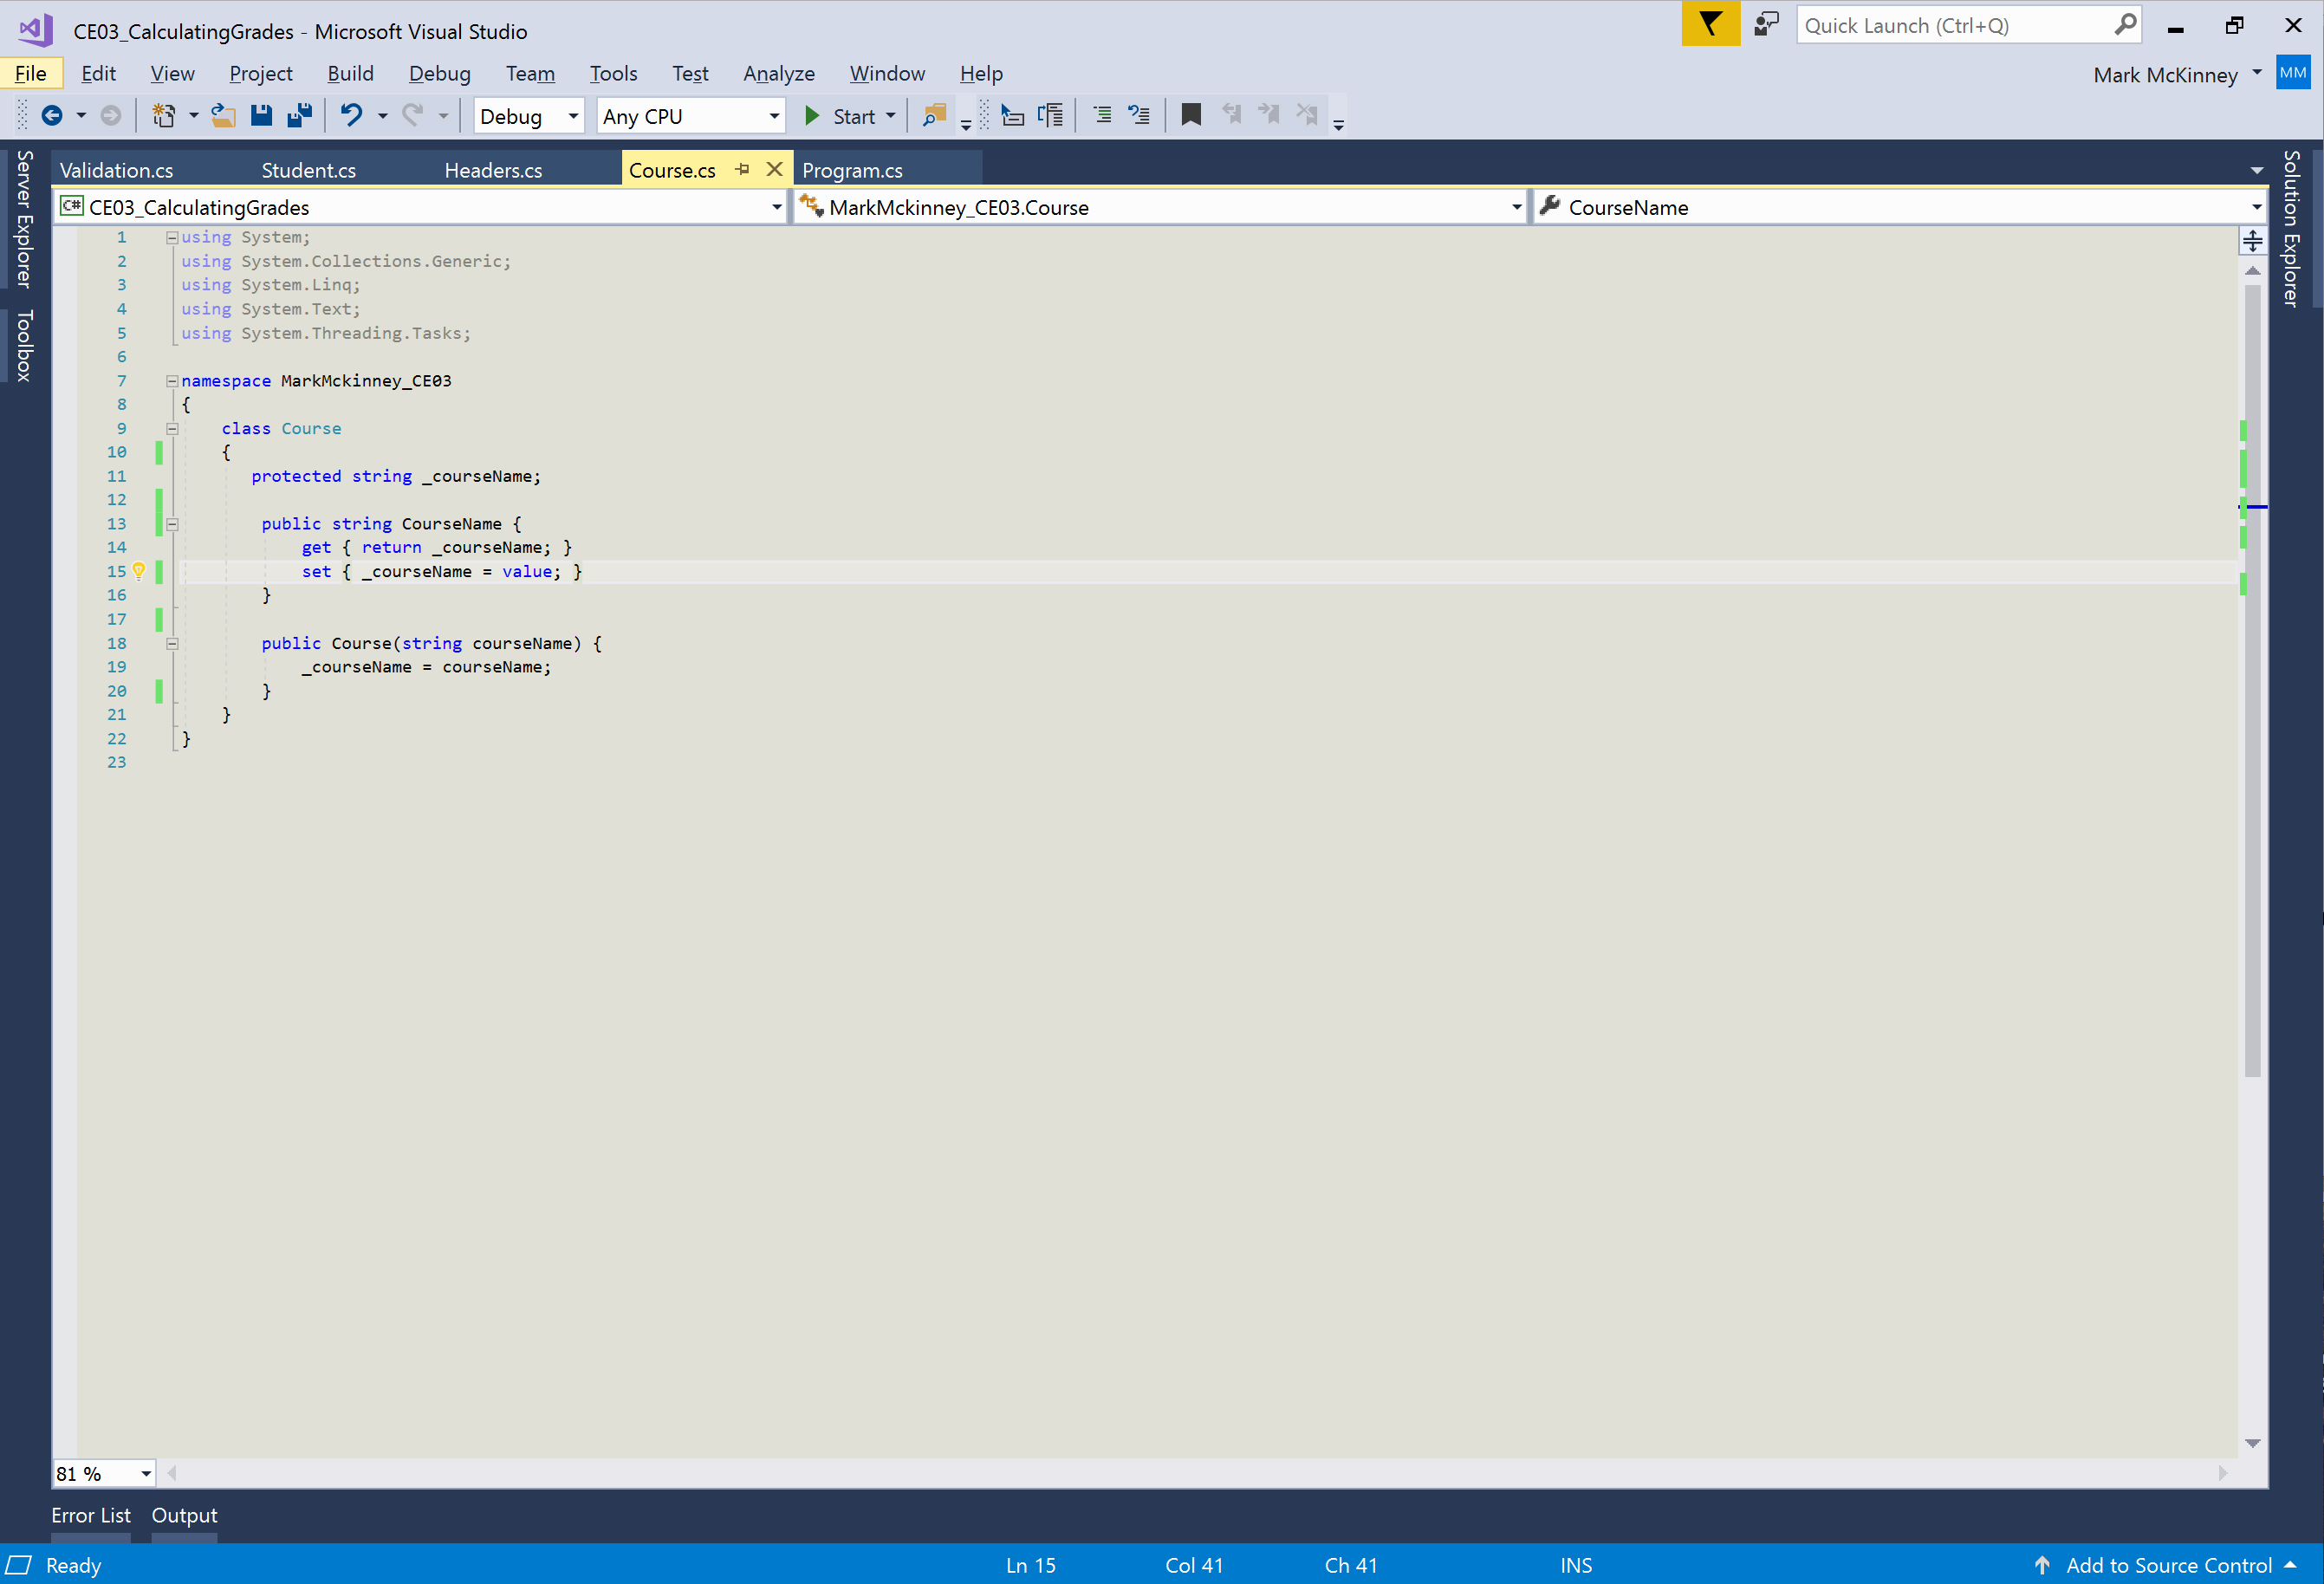 CE03_CalculatingGrades - Microsoft Visual Studio
Quick Launch (Ctrl+Q)
File Edit View Project Build Debug Team Tools Test Analyze Window Help
Mark McKinney MM
Debug Any CPU Start
Server Explorer
Toolbox
Solution Explorer
Validation.cs Student.cs Headers.cs Course.cs Program.cs
C# CE03_CalculatingGrades MarkMckinney_CE03.Course CourseName
1 using System;
2 using System.Collections.Generic;
3 using System.Linq;
4 using System.Text;
5 using System.Threading.Tasks;
6
7 namespace MarkMckinney_CE03
8 {
9 class Course
10 {
11 protected string _courseName;
12
13 public string CourseName {
14 get { return _courseName; }
15 set { _courseName = value; }
16 }
17
18 public Course(string courseName) {
19 _courseName = courseName;
20 }
21 }
22 }
23
81 %
Error List Output
Ready Ln 15 Col 41 Ch 41 INS Add to Source Control